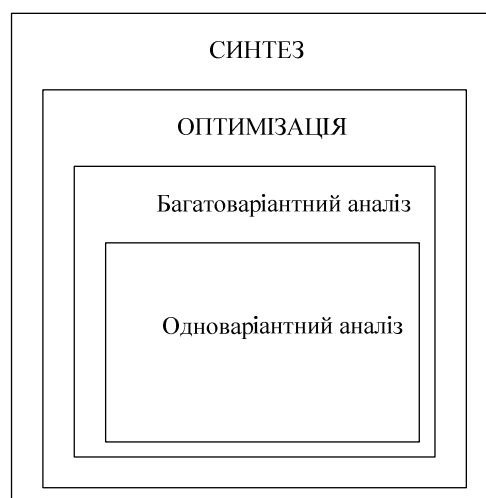 СИНТЕЗ
ОПТИМІЗАЦІЯ
Багатоваріантний аналіз
Одноваріантний аналіз